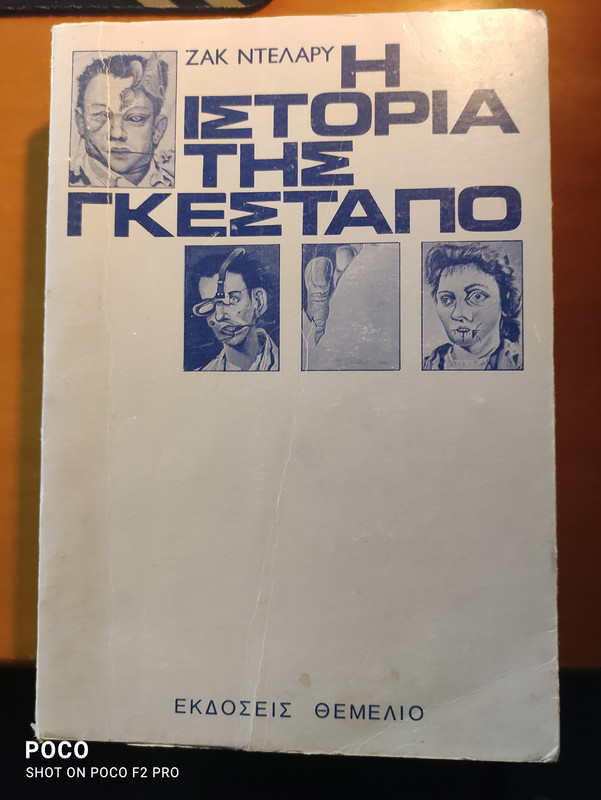 ΖΑΚ ΝΤΕΛΑΡΥ
Η
ΙΣΤΟΡΙΑ
ΤΗΣ
ΓΚΕΣΤΑΠΟ
ΕΚΔΟΣΕΙΣ ΘΕΜΕΛΙΟ
POCO
SHOT ON POCO F2 PRO